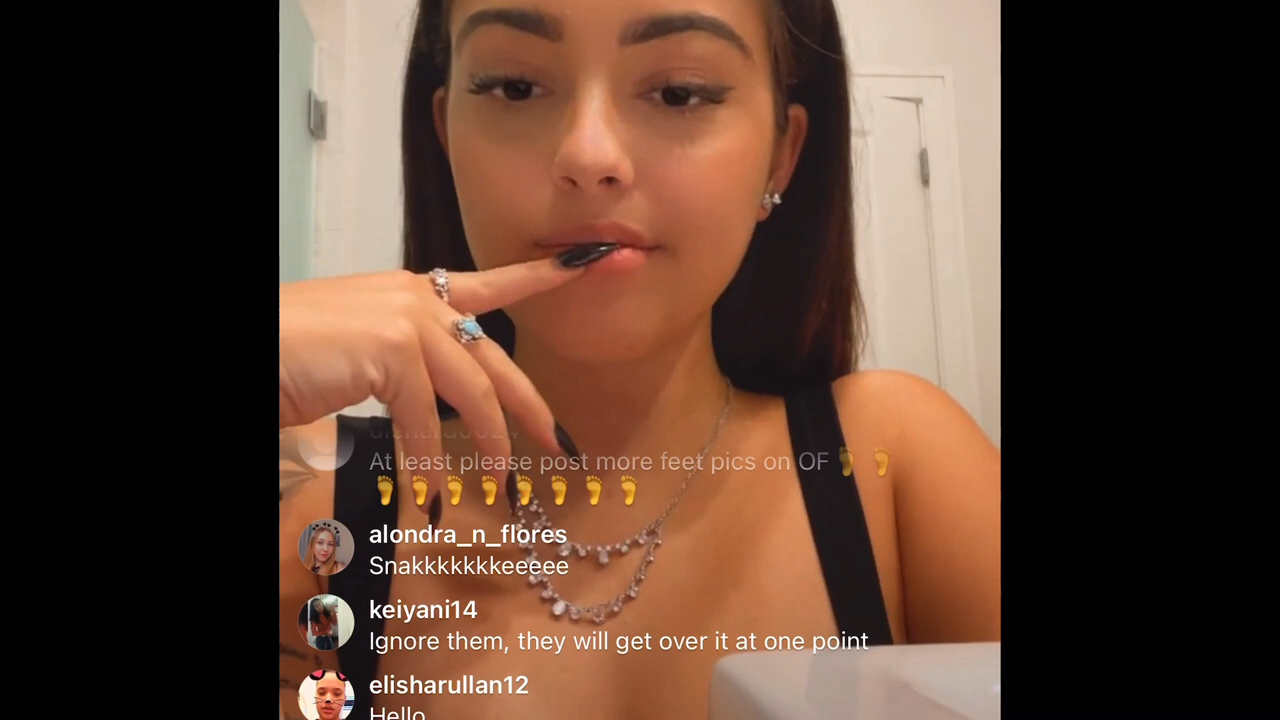 At least please post more feet pics on OF 👣 👣
👣 👣 👣 👣 👣 👣 👣 👣
alondra_n_flores
Snakkkkkkkeeeee
keiyani14
Ignore them, they will get over it at one point
elisharullan12
Hello